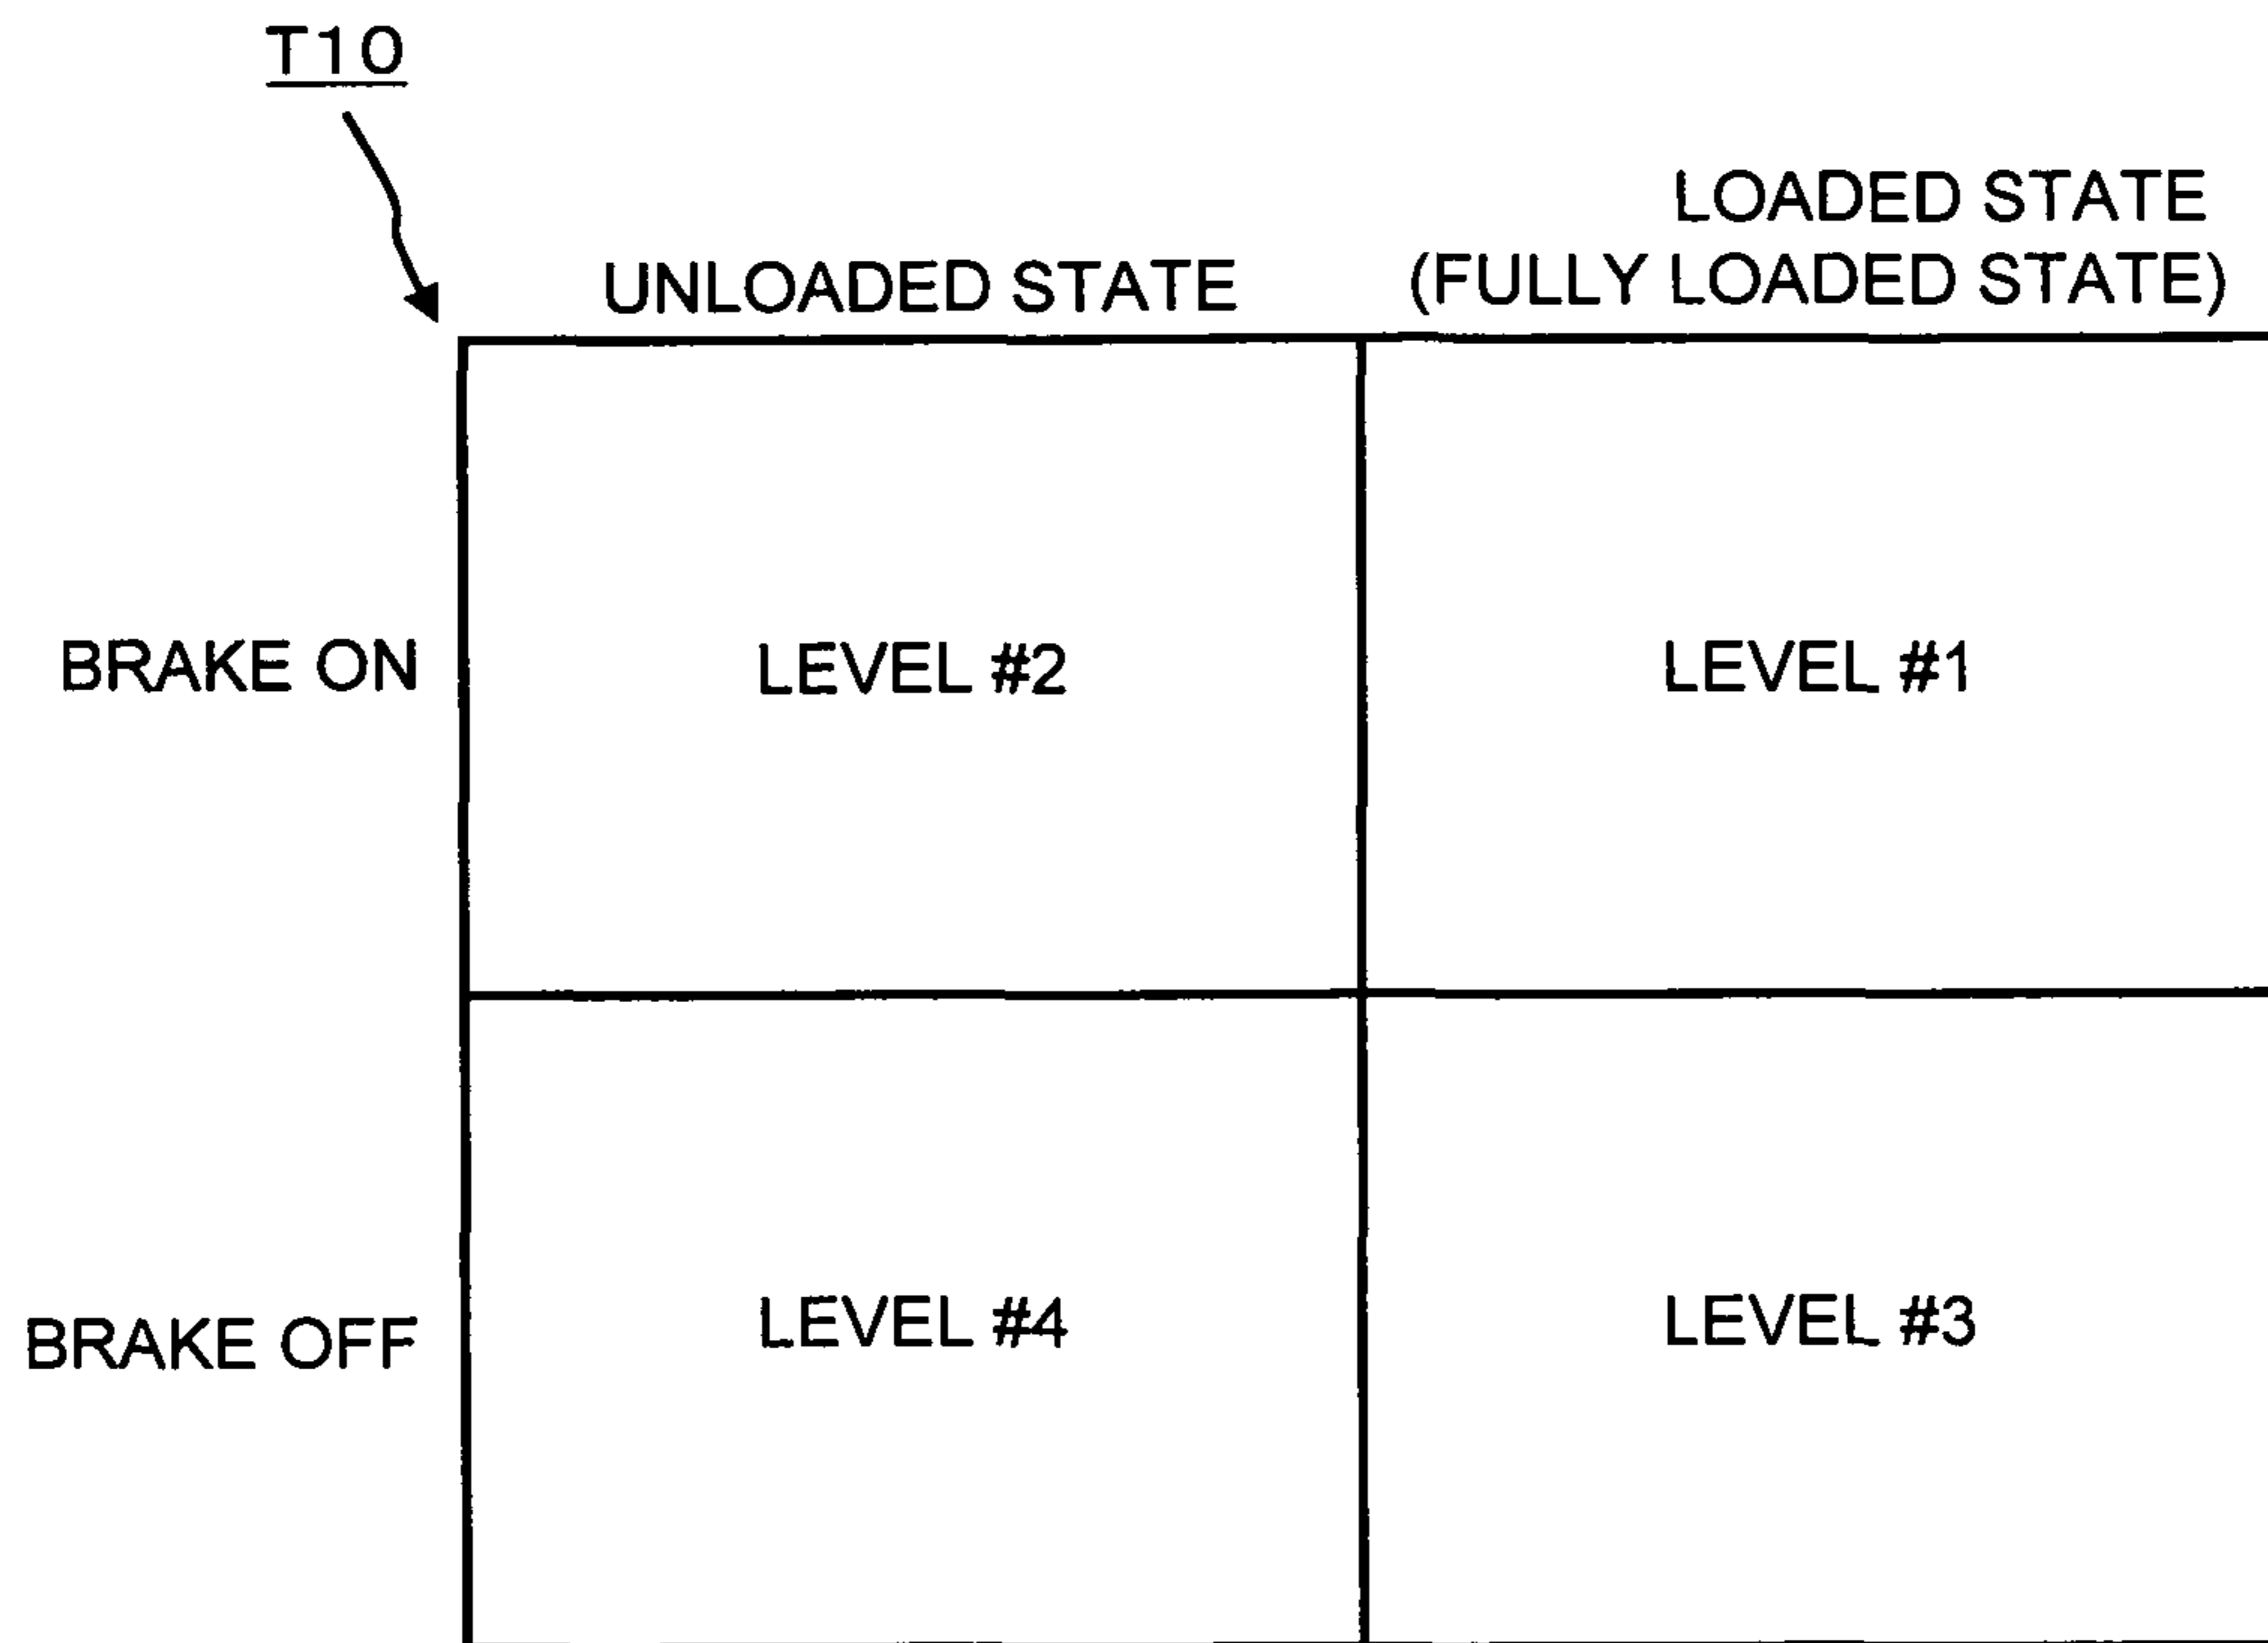 T10
UNLOADED STATE
LOADED STATE
(FULLY LOADED STATE)
BRAKE ON
LEVEL #2
LEVEL #1
BRAKE OFF
LEVEL #4
LEVEL #3